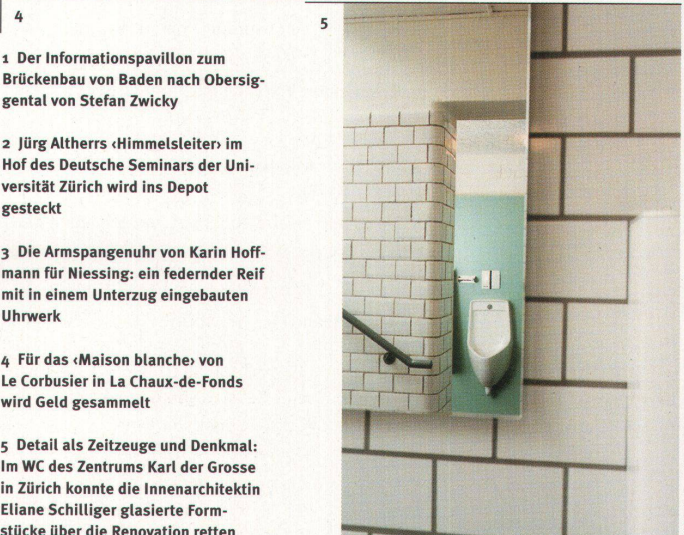 4
1 Der Informationspavillon zum
Brückenbau von Baden nach Obersig-
gental von Stefan Zwicky
2 Jürg Altherrs ‹Himmelsleiter› im
Hof des Deutsche Seminars der Uni-
versität Zürich wird ins Depot
gesteckt
3 Die Armspangenuhr von Karin Hoff-
mann für Niessing: ein federnder Reif
mit in einem Unterzug eingebauten
Uhrwerk
4 Für das ‹Maison blanche› von
Le Corbusier in La Chaux-de-Fonds
wird Geld gesammelt
5 Detail als Zeitzeuge und Denkmal:
Im WC des Zentrums Karl der Grosse
in Zürich konnte die Innenarchitektin
Eliane Schilliger glasierte Form-
stücke über die Renovation retten
5